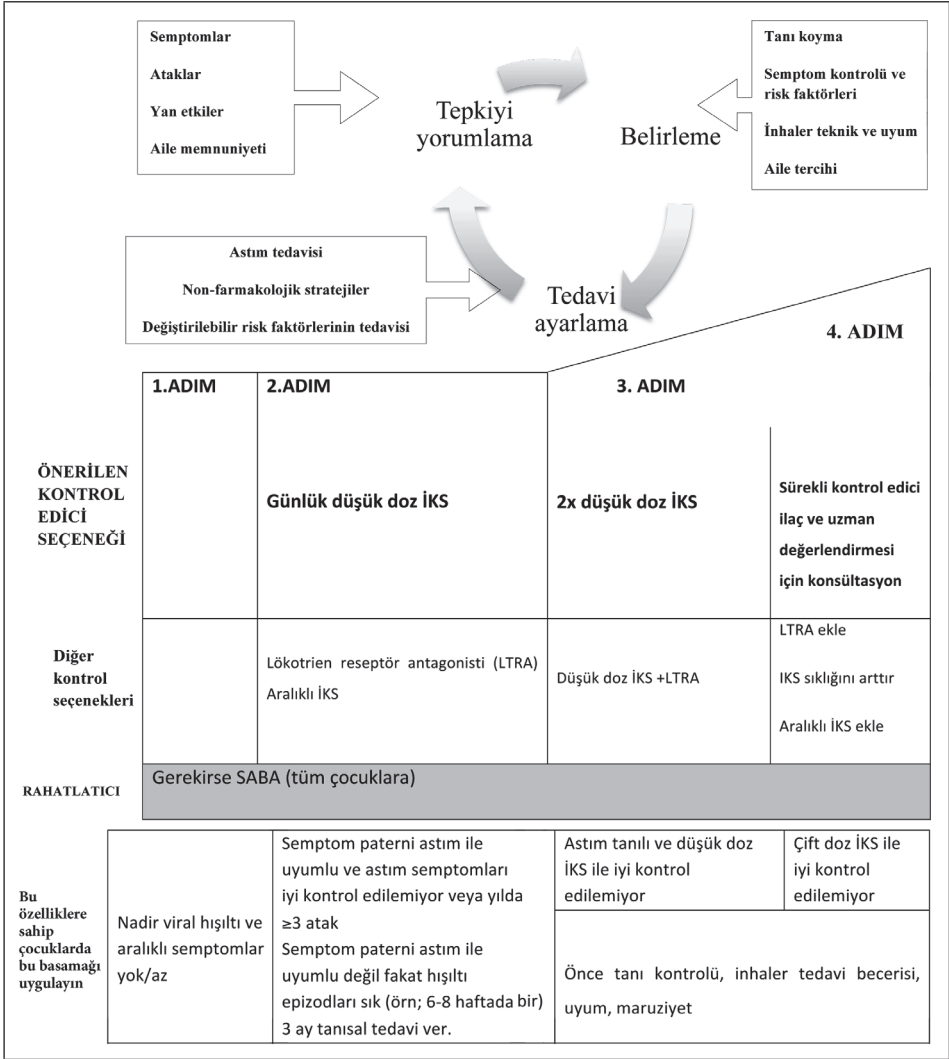 Semptomlar
Ataklar
Yan etkiler
Aile memnuniyeti
Tepkiyi
yorumlama
Belirleme
Tanı koyma
Semptom kontrolü ve
risk faktörleri
İnhaler teknik ve uyum
Aile tercihi
Astım tedavisi
Non-farmakolojik stratejiler
Değiştirilebilir risk faktörlerinin tedavisi
Tedavi
ayarlama
1.ADIM
2.ADIM
3. ADIM
4. ADIM
ÖNERİLEN
KONTROL
EDİCİ
SEÇENEĞİ
Günlük düşük doz İKS
2x düşük doz İKS
Sürekli kontrol edici
ilaç ve uzman
değerlendirmesi
için konsültasyon
Diğer
kontrol
seçenekleri
Lökotrien reseptör antagonisti (LTRA)
Aralıklı İKS
Düşük doz İKS +LTRA
LTRA ekle
IKS sıklığını arttır
Aralıklı İKS ekle
RAHATLATICI
Gerekirse SABA (tüm çocuklara)
Bu
özelliklere
sahip
çocuklarda
bu basamağı
uygulayın
Nadir viral hışıltı ve
aralıklı semptomlar
yok/az
Semptom paterni astım ile
uyumlu ve astım semptomları
iyi kontrol edilemiyor veya yılda
≥3 atak
Semptom paterni astım ile
uyumlu değil fakat hışıltı
epizodları sık (örn; 6-8 haftada bir)
3 ay tanısal tedavi ver.
Astım tanılı ve düşük doz
İKS ile iyi kontrol
edilemiyor
Çift doz İKS ile
iyi kontrol
edilemiyor
Önce tanı kontrolü, inhaler tedavi becerisi,
uyum, maruziyet